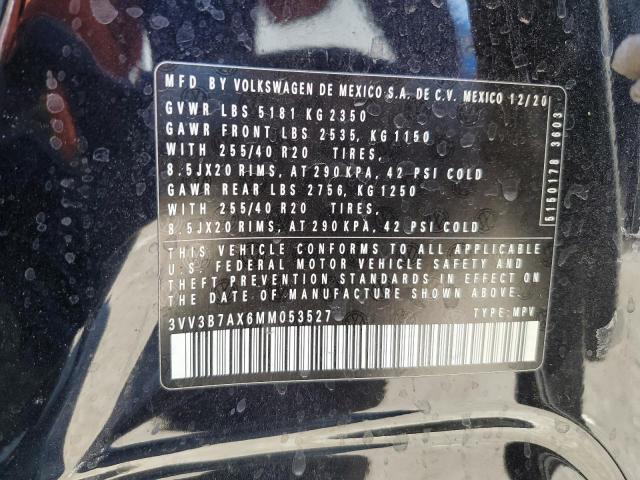 MFD BY VOLKSWAGEN DE MEXICO S.A. DE C.V. MEXICO 12/20
GVWR LBS 5181 KG 2350
GAWR FRONT LBS 2535, KG 1150
WITH 255/40 R20 TIRES,
8.5JX20 RIMS, AT 290 KPA, 42 PSI COLD
GAWR REAR LBS 2756, KG 1250
WITH 255/40 R20 TIRES,
8.5JX20 RIMS, AT 290 KPA, 42 PSI COLD
THIS VEHICLE CONFORMS TO ALL APPLICABLE
U.S. FEDERAL MOTOR VEHICLE SAFETY AND
THEFT PREVENTION STANDARDS IN EFFECT ON
THE DATE OF MANUFACTURE SHOWN ABOVE
3VV3B7AX6MM053527 TYPE: MPV
5150178 3603